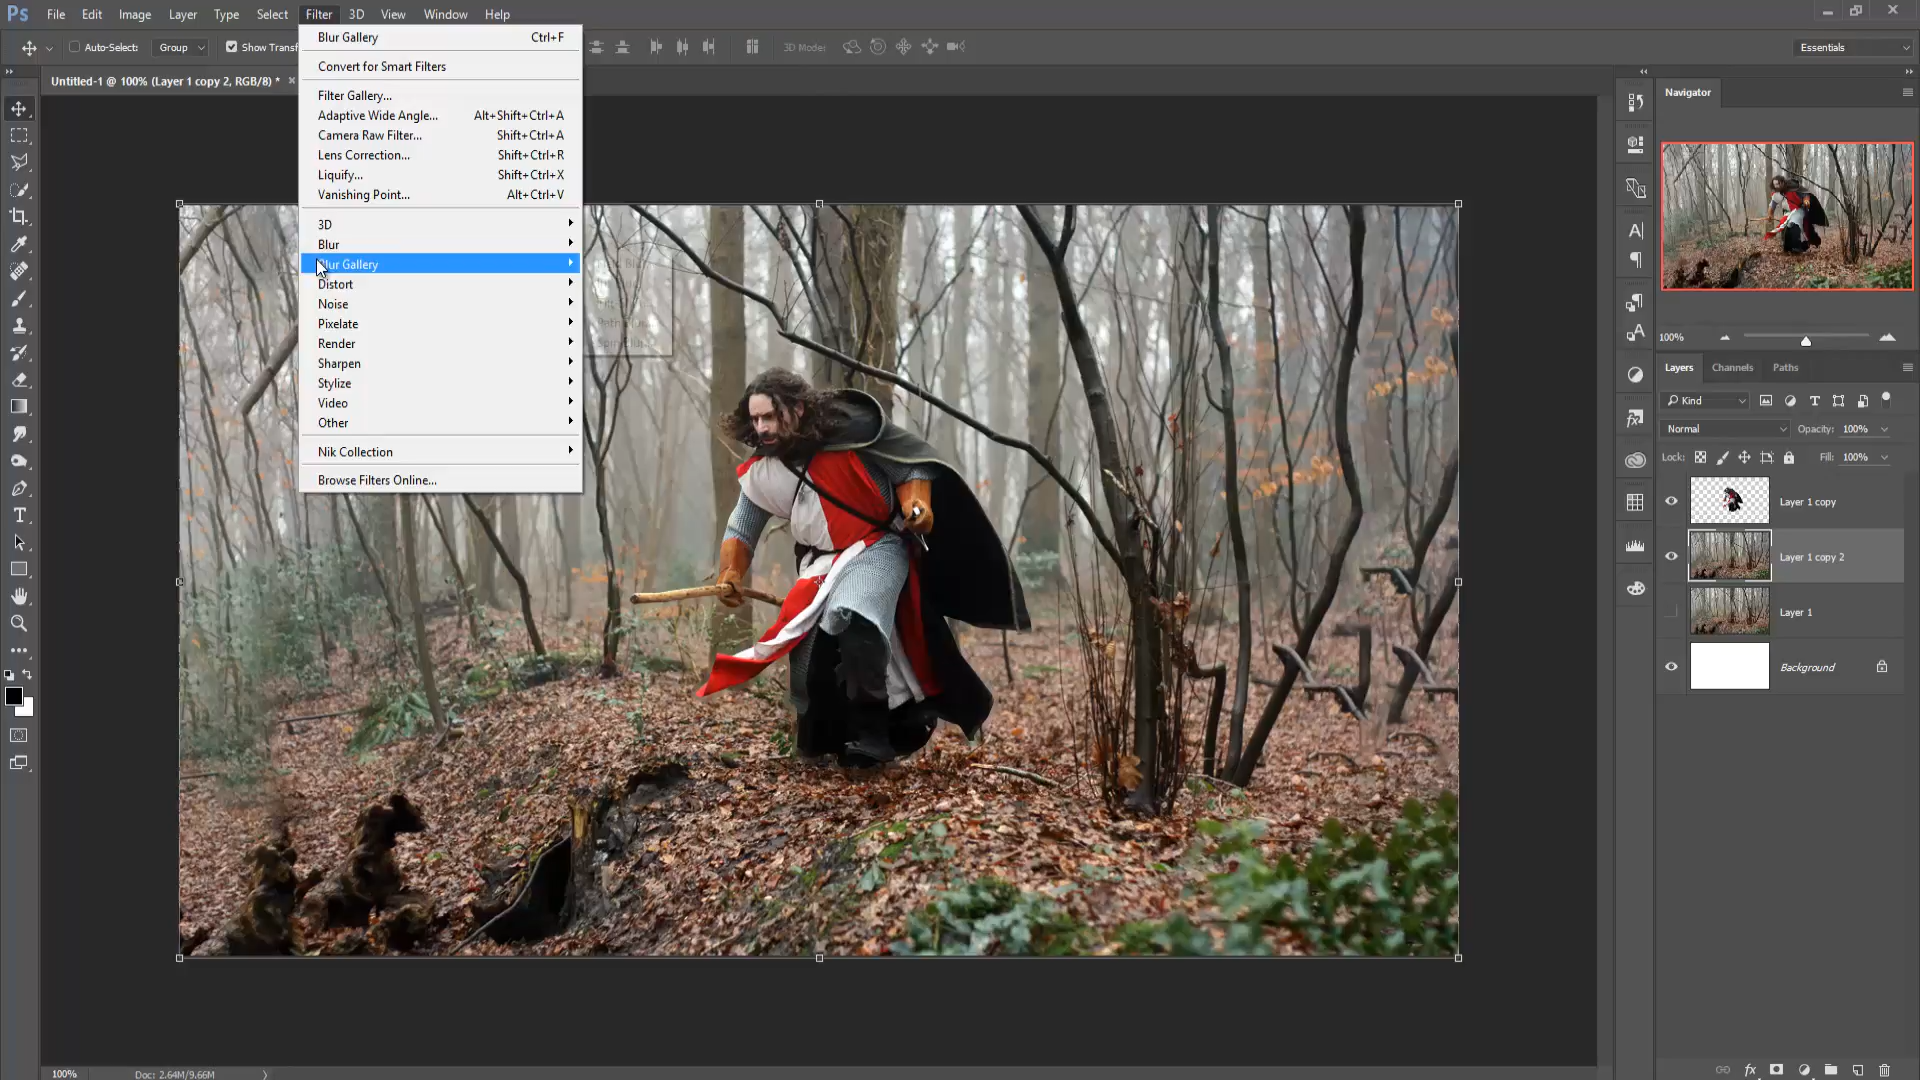 Ps File Edit Image Layer Type Select Filter 3D View Window Help
Auto-Select: Group Show Transf 3D Mode: Essentials
Untitled-1 @ 100% (Layer 1 copy 2, RGB/8) * ×
Blur Gallery Ctrl+F
Convert for Smart Filters
Filter Gallery...
Adaptive Wide Angle... Alt+Shift+Ctrl+A
Camera Raw Filter... Shift+Ctrl+A
Lens Correction... Shift+Ctrl+R
Liquify... Shift+Ctrl+X
Vanishing Point... Alt+Ctrl+V
3D
Blur
Blur Gallery
Distort
Noise
Pixelate
Render
Sharpen
Stylize
Video
Other
Nik Collection
Browse Filters Online...
Navigator
100%
Layers Channels Paths
Kind
Normal Opacity: 100%
Lock: Fill: 100%
Layer 1 copy
Layer 1 copy 2
Layer 1
Background
100% Doc: 2.64M/9.66M